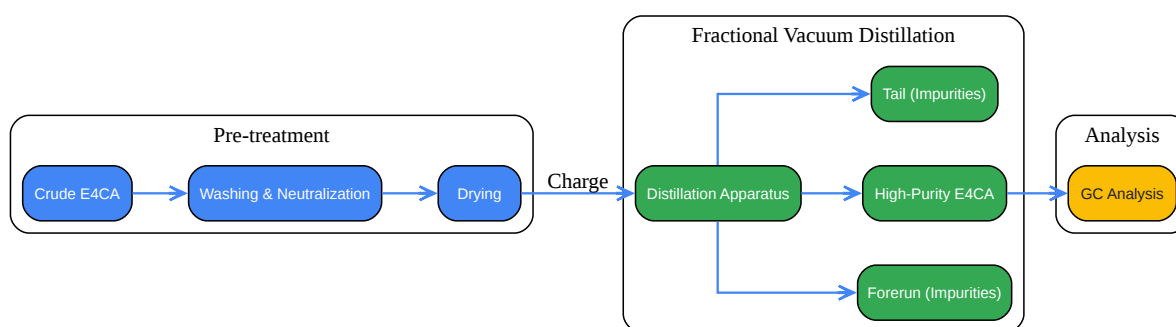 Fractional Vacuum Distillation
Tail (Impurities)
Pre-treatment
Analysis
Crude E4CA
Washing & Neutralization
Drying
Charge
Distillation Apparatus
High-Purity E4CA
GC Analysis
Forerun (Impurities)